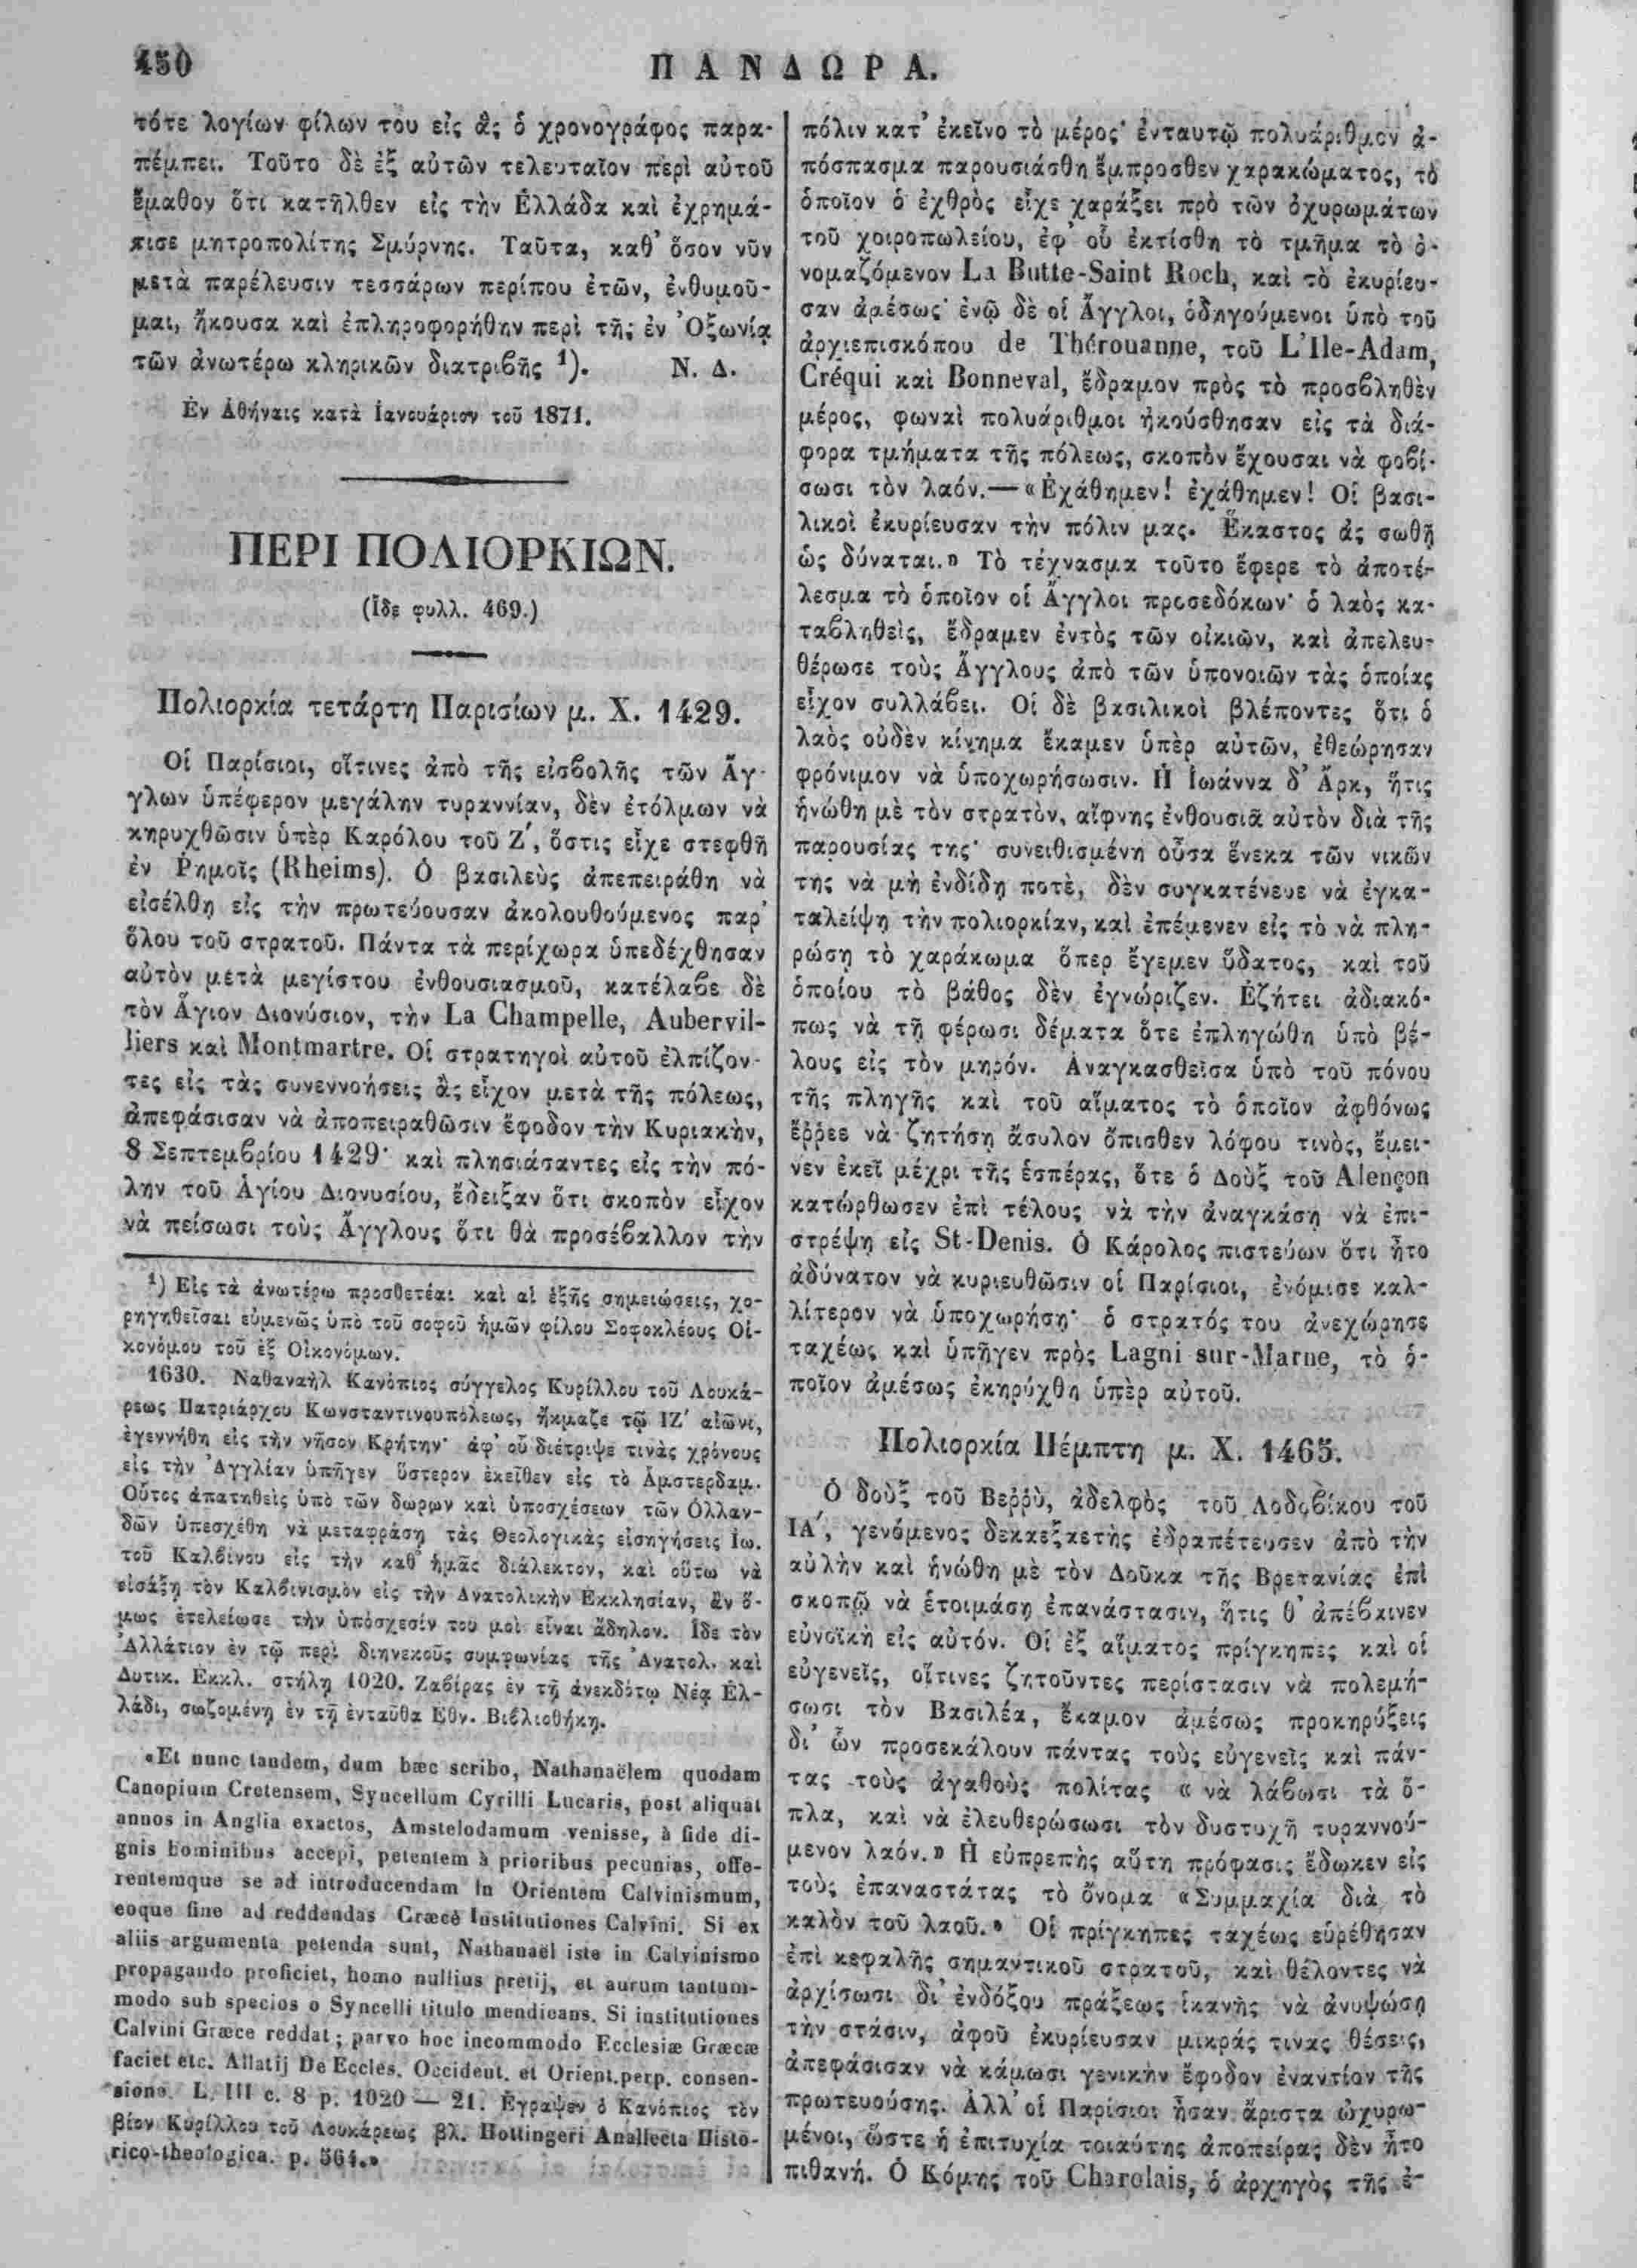 450
ΠΑΝΔΩΡΑ.
τότε λογίων φίλων του εἰς ἃς ὁ χρονογράφος παρα-
πέμπει. Τοῦτο δὲ ἐξ αὐτῶν τελευταῖον περὶ αὐτοῦ
ἔμαθον ὅτι κατῆλθεν εἰς τὴν Ἑλλάδα καὶ ἐχρημά-
τισε μητροπολίτης Σμύρνης. Ταῦτα, καθ' ὅσον νῦν
μετὰ παρέλευσιν τεσσάρων περίπου ἐτῶν, ἐνθυμοῦ-
μαι, ἤκουσα καὶ ἐπληροφορήθην περὶ τῆς ἐν Ὀξωνίᾳ
τῶν ἀνωτέρω κληρικῶν διατριβῆς ¹). Ν. Δ.
Ἐν Ἀθήναις κατὰ Ἰανουάριον τοῦ 1871.
ΠΕΡΙ ΠΟΛΙΟΡΚΙΩΝ.
(Ἴδε φυλλ. 469.)
Πολιορκία τετάρτη Παρισίων μ. Χ. 1429.
Οἱ Παρίσιοι, οἵτινες ἀπὸ τῆς εἰσβολῆς τῶν Ἄγ-
γλων ὑπέφερον μεγάλην τυραννίαν, δὲν ἐτόλμων νὰ
κηρυχθῶσιν ὑπὲρ Καρόλου τοῦ Ζ΄, ὅστις εἶχε στεφθῆ
ἐν Ῥημοῖς (Rheims). Ὁ βασιλεὺς ἀπεπειράθη νὰ
εἰσέλθῃ εἰς τὴν πρωτεύουσαν ἀκολουθούμενος παρ'
ὅλου τοῦ στρατοῦ. Πάντα τὰ περίχωρα ὑπεδέχθησαν
αὐτὸν μετὰ μεγίστου ἐνθουσιασμοῦ, κατέλαβε δὲ
τὸν Ἅγιον Διονύσιον, τὴν La Champelle, Aubervil-
liers καὶ Montmartre. Οἱ στρατηγοὶ αὐτοῦ ἐλπίζον-
τες εἰς τὰς συνεννοήσεις ἃς εἶχον μετὰ τῆς πόλεως,
ἀπεφάσισαν νὰ ἀποπειραθῶσιν ἔφοδον τὴν Κυριακὴν,
8 Σεπτεμβρίου 1429· καὶ πλησιάσαντες εἰς τὴν πό-
λην τοῦ Ἁγίου Διονυσίου, ἔδειξαν ὅτι σκοπὸν εἶχον
νὰ πείσωσι τοὺς Ἄγγλους ὅτι θὰ προσέβαλλον τὴν
¹) Εἰς τὰ ἀνωτέρω προσθετέαι καὶ αἱ ἑξῆς σημειώσεις, χο-
ρηγηθεῖσαι εὐμενῶς ὑπὸ τοῦ σοφοῦ ἡμῶν φίλου Σοφοκλέους Οἰ-
κονόμου τοῦ ἐξ Οἰκονόμων.
1630. Ναθαναὴλ Κανόπιος σύγγελος Κυρίλλου τοῦ Λουκά-
ρεως Πατριάρχου Κωνσταντινουπόλεως, ἤκμαζε τῷ ΙΖ΄ αἰῶνι,
ἐγεννήθη εἰς τὴν νῆσον Κρήτην· ἀφ' οὗ διέτριψε τινὰς χρόνους
εἰς τὴν Ἀγγλίαν ὑπῆγεν ὕστερον ἐκεῖθεν εἰς τὸ Ἀμστερδαμ.
Οὗτος ἀπατηθεὶς ὑπὸ τῶν δωρων καὶ ὑποσχέσεων τῶν Ὁλλαν-
δῶν ὑπεσχέθη νὰ μεταφράσῃ τὰς Θεολογικὰς εἰσηγήσεις Ἰω.
τοῦ Καλβίνου εἰς τὴν καθ' ἡμᾶς διάλεκτον, καὶ οὕτω νὰ
εἰσάξῃ τὸν Καλβινισμὸν εἰς τὴν Ἀνατολικὴν Ἐκκλησίαν, ἂν ὅ-
μως ἐτελείωσε τὴν ὑπόσχεσίν του μοὶ εἶναι ἄδηλον. Ἴδε τὸν
Ἀλλάτιον ἐν τῷ περὶ διηνεκοῦς συμφωνίας τῆς Ἀνατολ. καὶ
Δυτικ. Ἐκκλ. στήλῃ 1020. Ζαβίρας ἐν τῇ ἀνεκδότῳ Νέᾳ Ἑλ-
λάδι, σωζομένῃ ἐν τῇ ἐνταῦθα Ἐθν. Βιβλιοθήκῃ.
«Et nunc tandem, dum hæc scribo, Nathanaëlem quodam
Canopium Cretensem, Syncellum Cyrilli Lucaris, post aliquat
annos in Anglia exactos, Amstelodamum venisse, à fide di-
gnis hominibus accepi, petentem à prioribus pecunias, offe-
rentemque se ad introducendam In Orientem Calvinismum,
eoque fine ad reddendas Græcè Institutiones Calvini. Si ex
aliis argumenta petenda sunt, Nathanaël iste in Calvinismo
propagando proficiet, homo nullius pretij, et aurum tantum-
modo sub specios o Syncelli titulo mendicans. Si institutiones
Calvini Græce reddat; parvo hoc incommodo Ecclesiæ Græcæ
faciet etc. Allatij De Eccles. Occident. et Orient.perp. consen-
sione. L. III c. 8 p. 1020 — 21. Ἔγραψεν ὁ Κανόπιος τὸν
βίον Κυρίλλου τοῦ Λουκάρεως βλ. Hottingeri Anallecta Histo-
rico-theologica. p. 564.»
πόλιν κατ' ἐκεῖνο τὸ μέρος· ἐνταυτῷ πολυάριθμον ἀ-
πόσπασμα παρουσιάσθη ἔμπροσθεν χαρακώματος, τὸ
ὁποῖον ὁ ἐχθρὸς εἶχε χαράξει πρὸ τῶν ὀχυρωμάτων
τοῦ χοιροπωλείου, ἐφ' οὗ ἐκτίσθη τὸ τμῆμα τὸ ὀ-
νομαζόμενον La Butte-Saint Roch, καὶ τὸ ἐκυρίευ-
σαν ἀμέσως· ἐνῷ δὲ οἱ Ἄγγλοι, ὁδηγούμενοι ὑπὸ τοῦ
ἀρχιεπισκόπου de Thérouanne, τοῦ L'Ile-Adam,
Créqui καὶ Bonneval, ἔδραμον πρὸς τὸ προσβληθὲν
μέρος, φωναὶ πολυάριθμοι ἠκούσθησαν εἰς τὰ διά-
φορα τμήματα τῆς πόλεως, σκοπὸν ἔχουσαι νὰ φοβί-
σωσι τὸν λαόν.—«Ἐχάθημεν! ἐχάθημεν! Οἱ βασι-
λικοὶ ἐκυρίευσαν τὴν πόλιν μας. Ἕκαστος ἂς σωθῇ
ὡς δύναται.» Τὸ τέχνασμα τοῦτο ἔφερε τὸ ἀποτέ-
λεσμα τὸ ὁποῖον οἱ Ἄγγλοι προσεδόκων· ὁ λαὸς κα-
ταβληθεὶς, ἔδραμεν ἐντὸς τῶν οἰκιῶν, καὶ ἀπελευ-
θέρωσε τοὺς Ἄγγλους ἀπὸ τῶν ὑπονοιῶν τὰς ὁποίας
εἶχον συλλάβει. Οἱ δὲ βασιλικοὶ βλέποντες ὅτι ὁ
λαὸς οὐδὲν κίνημα ἔκαμεν ὑπὲρ αὐτῶν, ἐθεώρησαν
φρόνιμον νὰ ὑποχωρήσωσιν. Ἡ Ἰωάννα δ' Ἄρκ, ἥτις
ἡνώθη μὲ τὸν στρατὸν, αἴφνης ἐνθουσιᾷ αὐτὸν διὰ τῆς
παρουσίας της· συνειθισμένη οὖσα ἕνεκα τῶν νικῶν
της νὰ μὴ ἐνδίδῃ ποτὲ, δὲν συγκατένευε νὰ ἐγκα-
ταλείψῃ τὴν πολιορκίαν, καὶ ἐπέμενεν εἰς τὸ νὰ πλη-
ρώσῃ τὸ χαράκωμα ὅπερ ἔγεμεν ὕδατος, καὶ τοῦ
ὁποίου τὸ βάθος δὲν ἐγνώριζεν. Ἐζήτει ἀδιακό-
πως νὰ τῇ φέρωσι δέματα ὅτε ἐπληγώθη ὑπὸ βέ-
λους εἰς τὸν μηρόν. Ἀναγκασθεῖσα ὑπὸ τοῦ πόνου
τῆς πληγῆς καὶ τοῦ αἵματος τὸ ὁποῖον ἀφθόνως
ἔῤῥεε νὰ ζητήσῃ ἄσυλον ὄπισθεν λόφου τινὸς, ἔμει-
νεν ἐκεῖ μέχρι τῆς ἑσπέρας, ὅτε ὁ Δοὺξ τοῦ Alençon
κατώρθωσεν ἐπὶ τέλους νὰ τὴν ἀναγκάσῃ νὰ ἐπι-
στρέψῃ εἰς St-Denis. Ὁ Κάρολος πιστεύων ὅτι ἦτο
ἀδύνατον νὰ κυριευθῶσιν οἱ Παρίσιοι, ἐνόμισε καλ-
λίτερον νὰ ὑποχωρήσῃ· ὁ στρατός του ἀνεχώρησε
ταχέως καὶ ὑπῆγεν πρὸς Lagni sur-Marne, τὸ ὁ-
ποῖον ἀμέσως ἐκηρύχθη ὑπὲρ αὐτοῦ.
Πολιορκία Πέμπτη μ. Χ. 1465.
Ὁ δοὺξ τοῦ Βεῤῥὺ, ἀδελφὸς τοῦ Λοδοβίκου τοῦ
ΙΑ΄, γενόμενος δεκαεξαετὴς ἐδραπέτευσεν ἀπὸ τὴν
αὐλὴν καὶ ἡνώθη μὲ τὸν Δοῦκα τῆς Βρετανίας ἐπὶ
σκοπῷ νὰ ἑτοιμάσῃ ἐπανάστασιν, ἥτις θ' ἀπέβαινεν
εὐνοϊκὴ εἰς αὐτόν. Οἱ ἐξ αἵματος πρίγκηπες καὶ οἱ
εὐγενεῖς, οἵτινες ζητοῦντες περίστασιν νὰ πολεμή-
σωσι τὸν Βασιλέα, ἔκαμον ἀμέσως προκηρύξεις
δι' ὧν προσεκάλουν πάντας τοὺς εὐγενεῖς καὶ πάν-
τας τοὺς ἀγαθοὺς πολίτας « νὰ λάβωσι τὰ ὅ-
πλα, καὶ νὰ ἐλευθερώσωσι τὸν δυστυχῆ τυραννού-
μενον λαόν.» Ἡ εὐπρεπὴς αὕτη πρόφασις ἔδωκεν εἰς
τοὺς ἐπαναστάτας τὸ ὄνομα «Συμμαχία διὰ τὸ
καλὸν τοῦ λαοῦ.» Οἱ πρίγκηπες ταχέως εὑρέθησαν
ἐπὶ κεφαλῆς σημαντικοῦ στρατοῦ, καὶ θέλοντες νὰ
ἀρχίσωσι δι' ἐνδόξου πράξεως ἱκανῆς νὰ ἀνυψώσῃ
τὴν στάσιν, ἀφοῦ ἐκυρίευσαν μικράς τινας θέσεις,
ἀπεφάσισαν νὰ κάμωσι γενικὴν ἔφοδον ἐναντίον τῆς
πρωτευούσης. Ἀλλ' οἱ Παρίσιοι ἦσαν ἄριστα ὠχυρω-
μένοι, ὥστε ἡ ἐπιτυχία τοιαύτης ἀποπείρας δὲν ἦτο
πιθανή. Ὁ Κόμης τοῦ Charolais, ὁ ἀρχηγὸς τῆς ἐ-